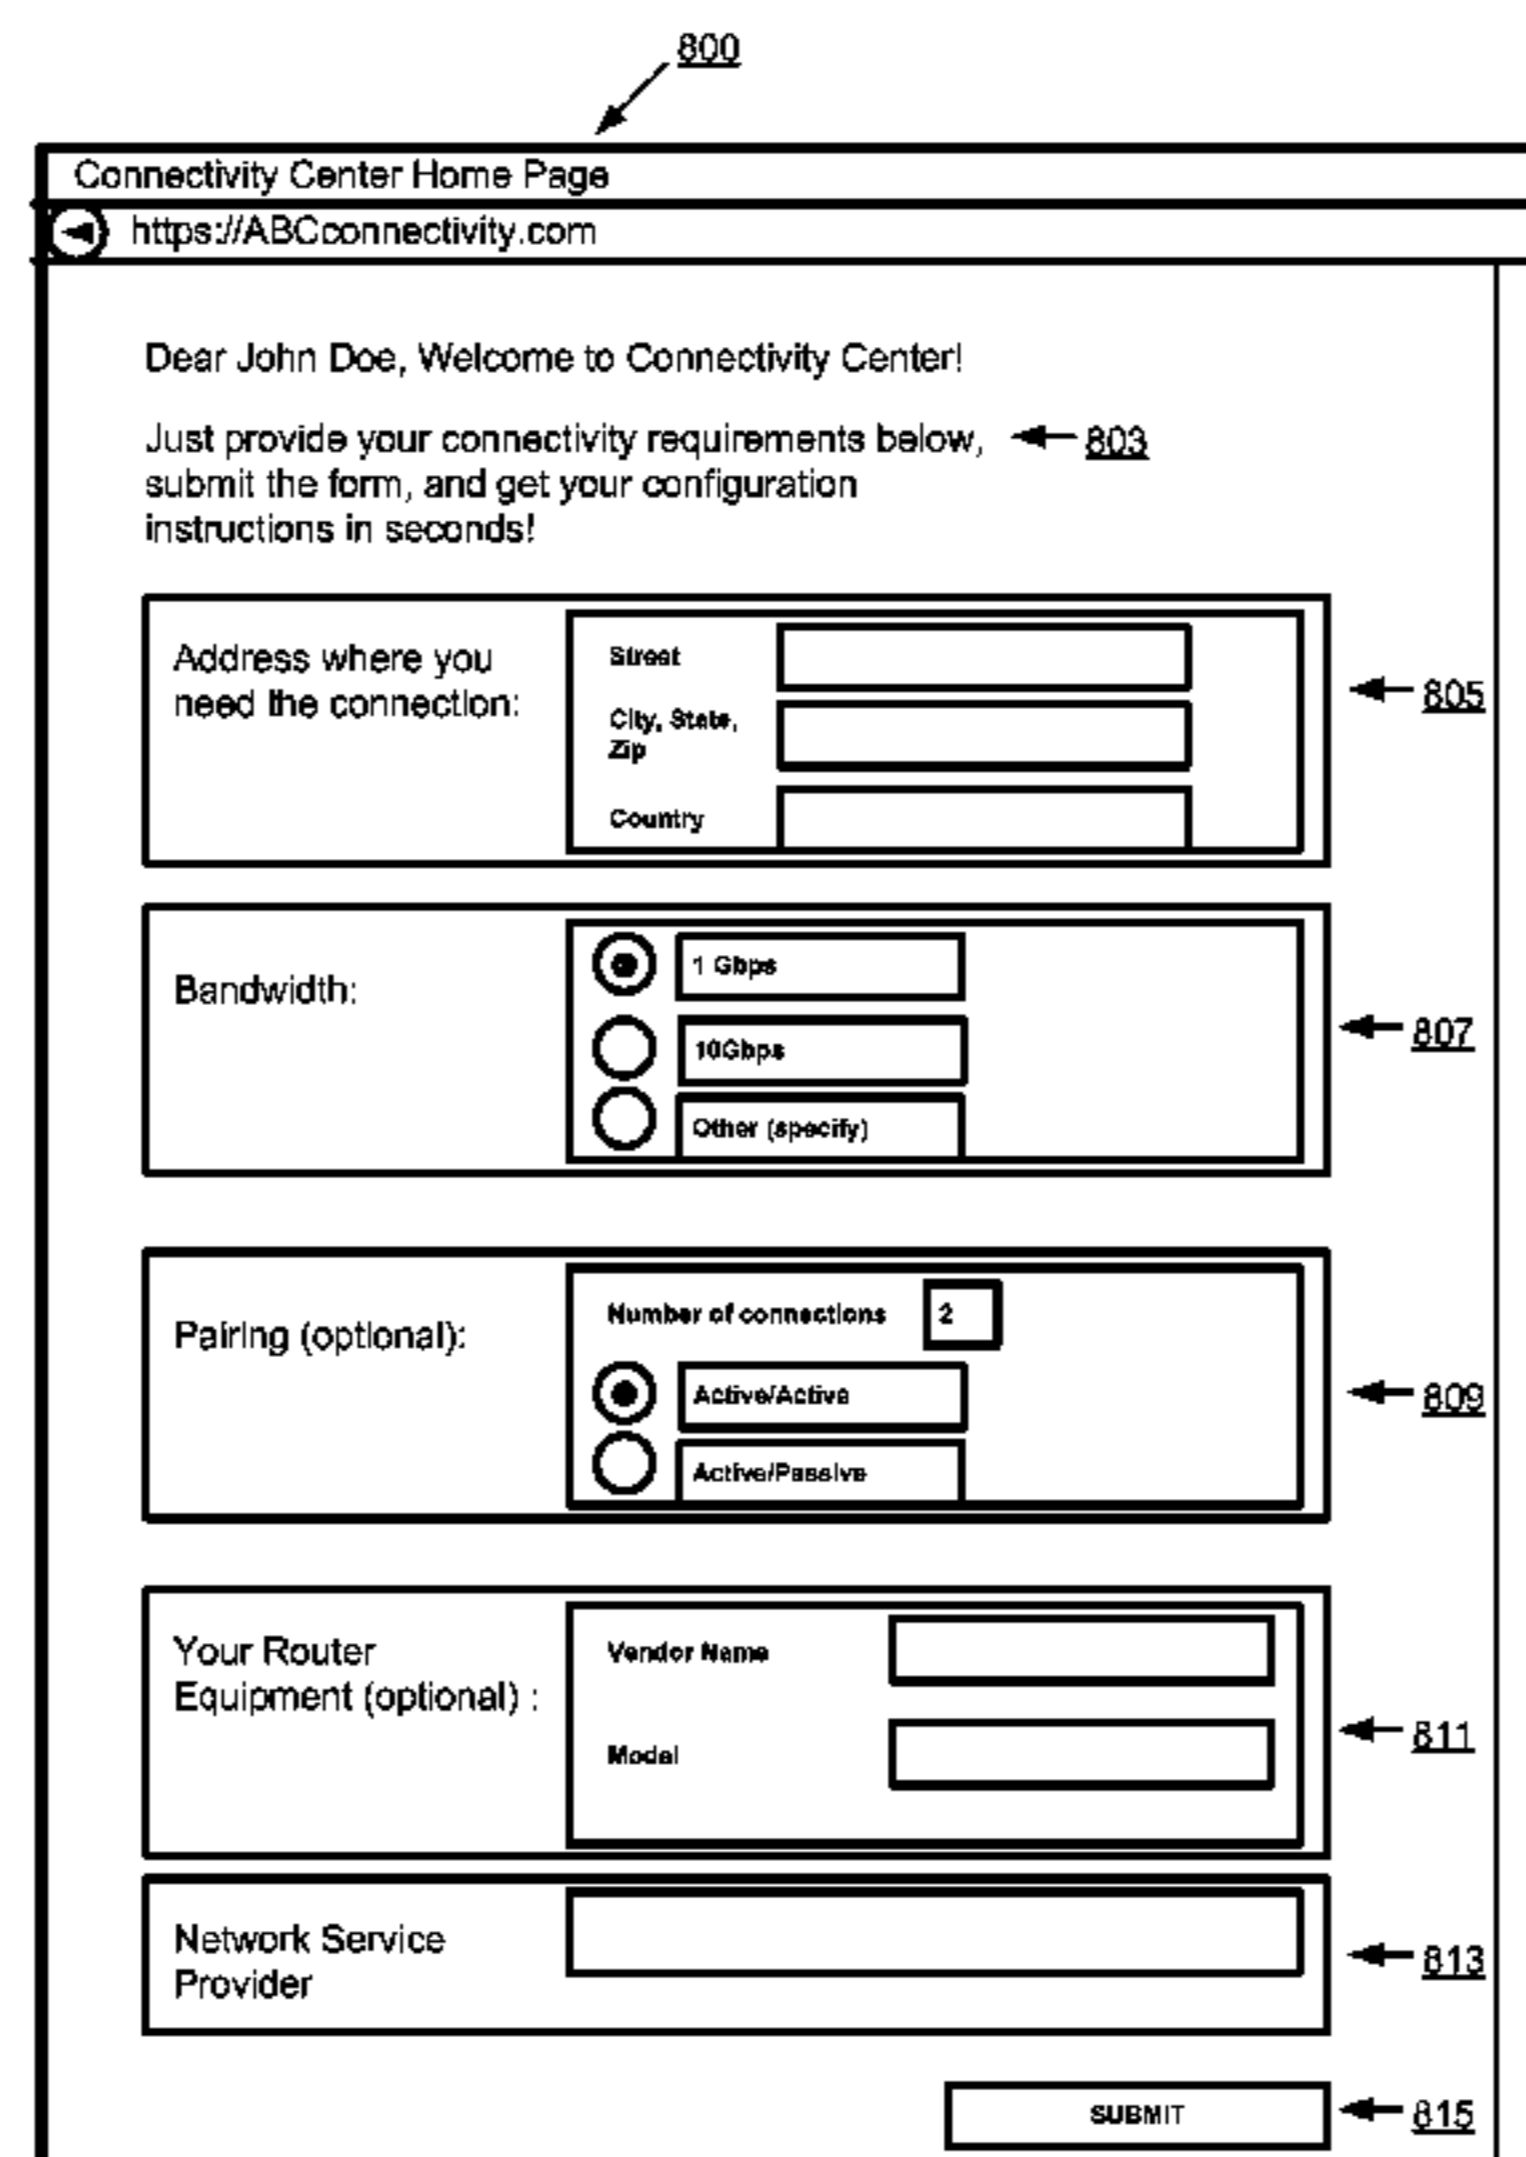 800
Connectivity Center Home Page
https://ABCconnectivity.com
Dear John Doe, Welcome to Connectivity Center!
Just provide your connectivity requirements below, 803
submit the form, and get your configuration
instructions in seconds!
Address where you
need the connection:
Street
City, State,
Zip
Country
805
Bandwidth:
1 Gbps
10Gbps
Other (specify)
807
Pairing (optional):
Number of connections 2
Active/Active
Active/Passive
809
Your Router
Equipment (optional) :
Vendor Name
Model
811
Network Service
Provider
813
SUBMIT 815